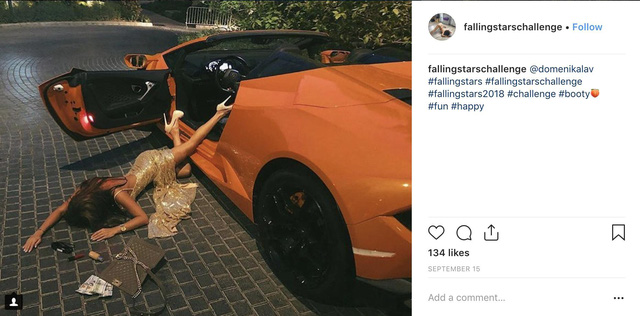 fallingstarschallenge • Follow
fallingstarschallenge @domenikalav
#fallingstars #fallingstarschallenge
#fallingstars2018 #challenge #booty🍑
#fun #happy
134 likes
SEPTEMBER 15
Add a comment...